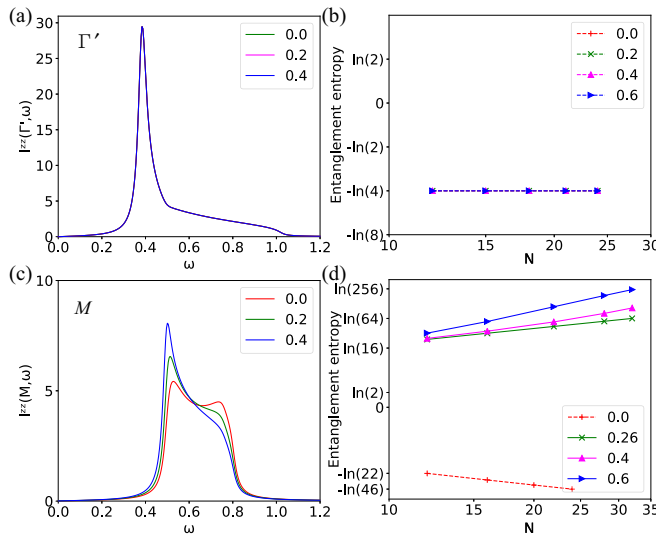 (a)
Γ′
0.0
0.2
0.4
I^zz(Γ',ω)
30
25
20
15
10
5
0
0.0 0.2 0.4 0.6 0.8 1.0 1.2
ω
(b)
0.0
0.2
0.4
0.6
Entanglement entropy
ln(2)
0
-ln(2)
-ln(4)
-ln(8)
10 15 20 25 30
N
(c)
M
0.0
0.2
0.4
I^zz(M,ω)
10
5
0
0.0 0.2 0.4 0.6 0.8 1.0 1.2
ω
(d)
Entanglement entropy
ln(256)
ln(64)
ln(16)
ln(2)
0
-ln(22)
-ln(46)
0.0
0.26
0.4
0.6
10 15 20 25 30 35
N